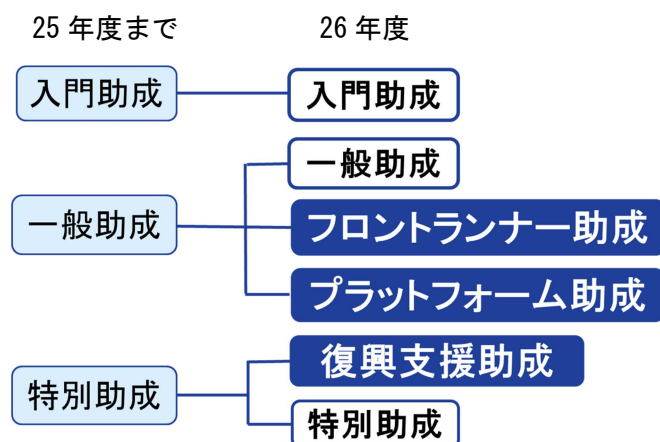 25年度まで 26年度
入門助成 入門助成
一般助成
一般助成 フロントランナー助成
プラットフォーム助成
復興支援助成
特別助成
特別助成